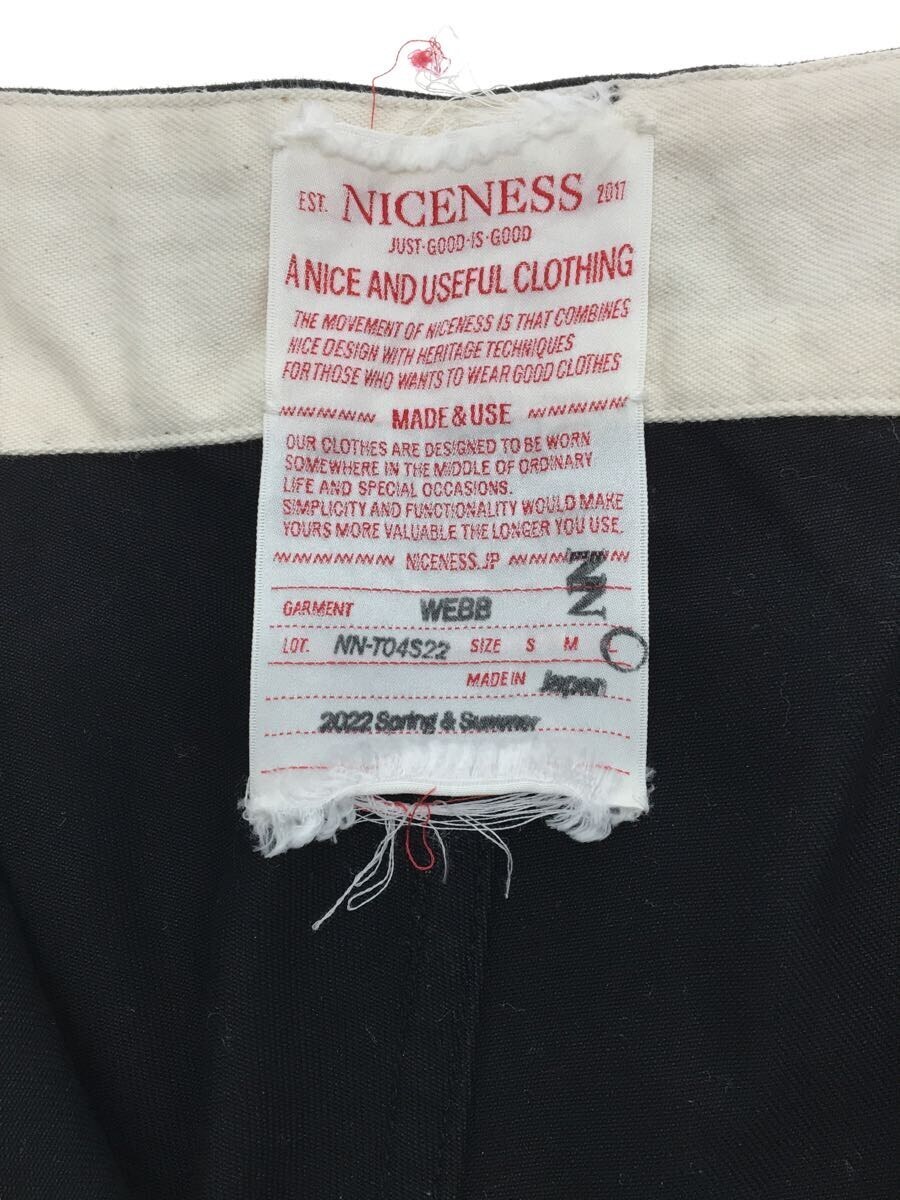 EST. NICENESS 2017
JUST·GOOD·IS·GOOD
A NICE AND USEFUL CLOTHING
THE MOVEMENT OF NICENESS IS THAT COMBINES
NICE DESIGN WITH HERITAGE TECHNIQUES
FOR THOSE WHO WANTS TO WEAR GOOD CLOTHES
MADE & USE
OUR CLOTHES ARE DESIGNED TO BE WORN
SOMEWHERE IN THE MIDDLE OF ORDINARY
LIFE AND SPECIAL OCCASIONS.
SIMPLICITY AND FUNCTIONALITY WOULD MAKE
YOURS MORE VALUABLE THE LONGER YOU USE.
NICENESS.JP
NN
GARMENT WEBB
LOT. NN-T04S22 SIZE S M L
MADE IN Japan
2022 Spring & Summer